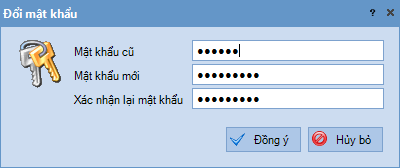 Đổi mật khẩu
Mật khẩu cũ ●●●●●●
Mật khẩu mới ●●●●●●●●●
Xác nhận lại mật khẩu ●●●●●●●●●
Đồng ý Hủy bỏ